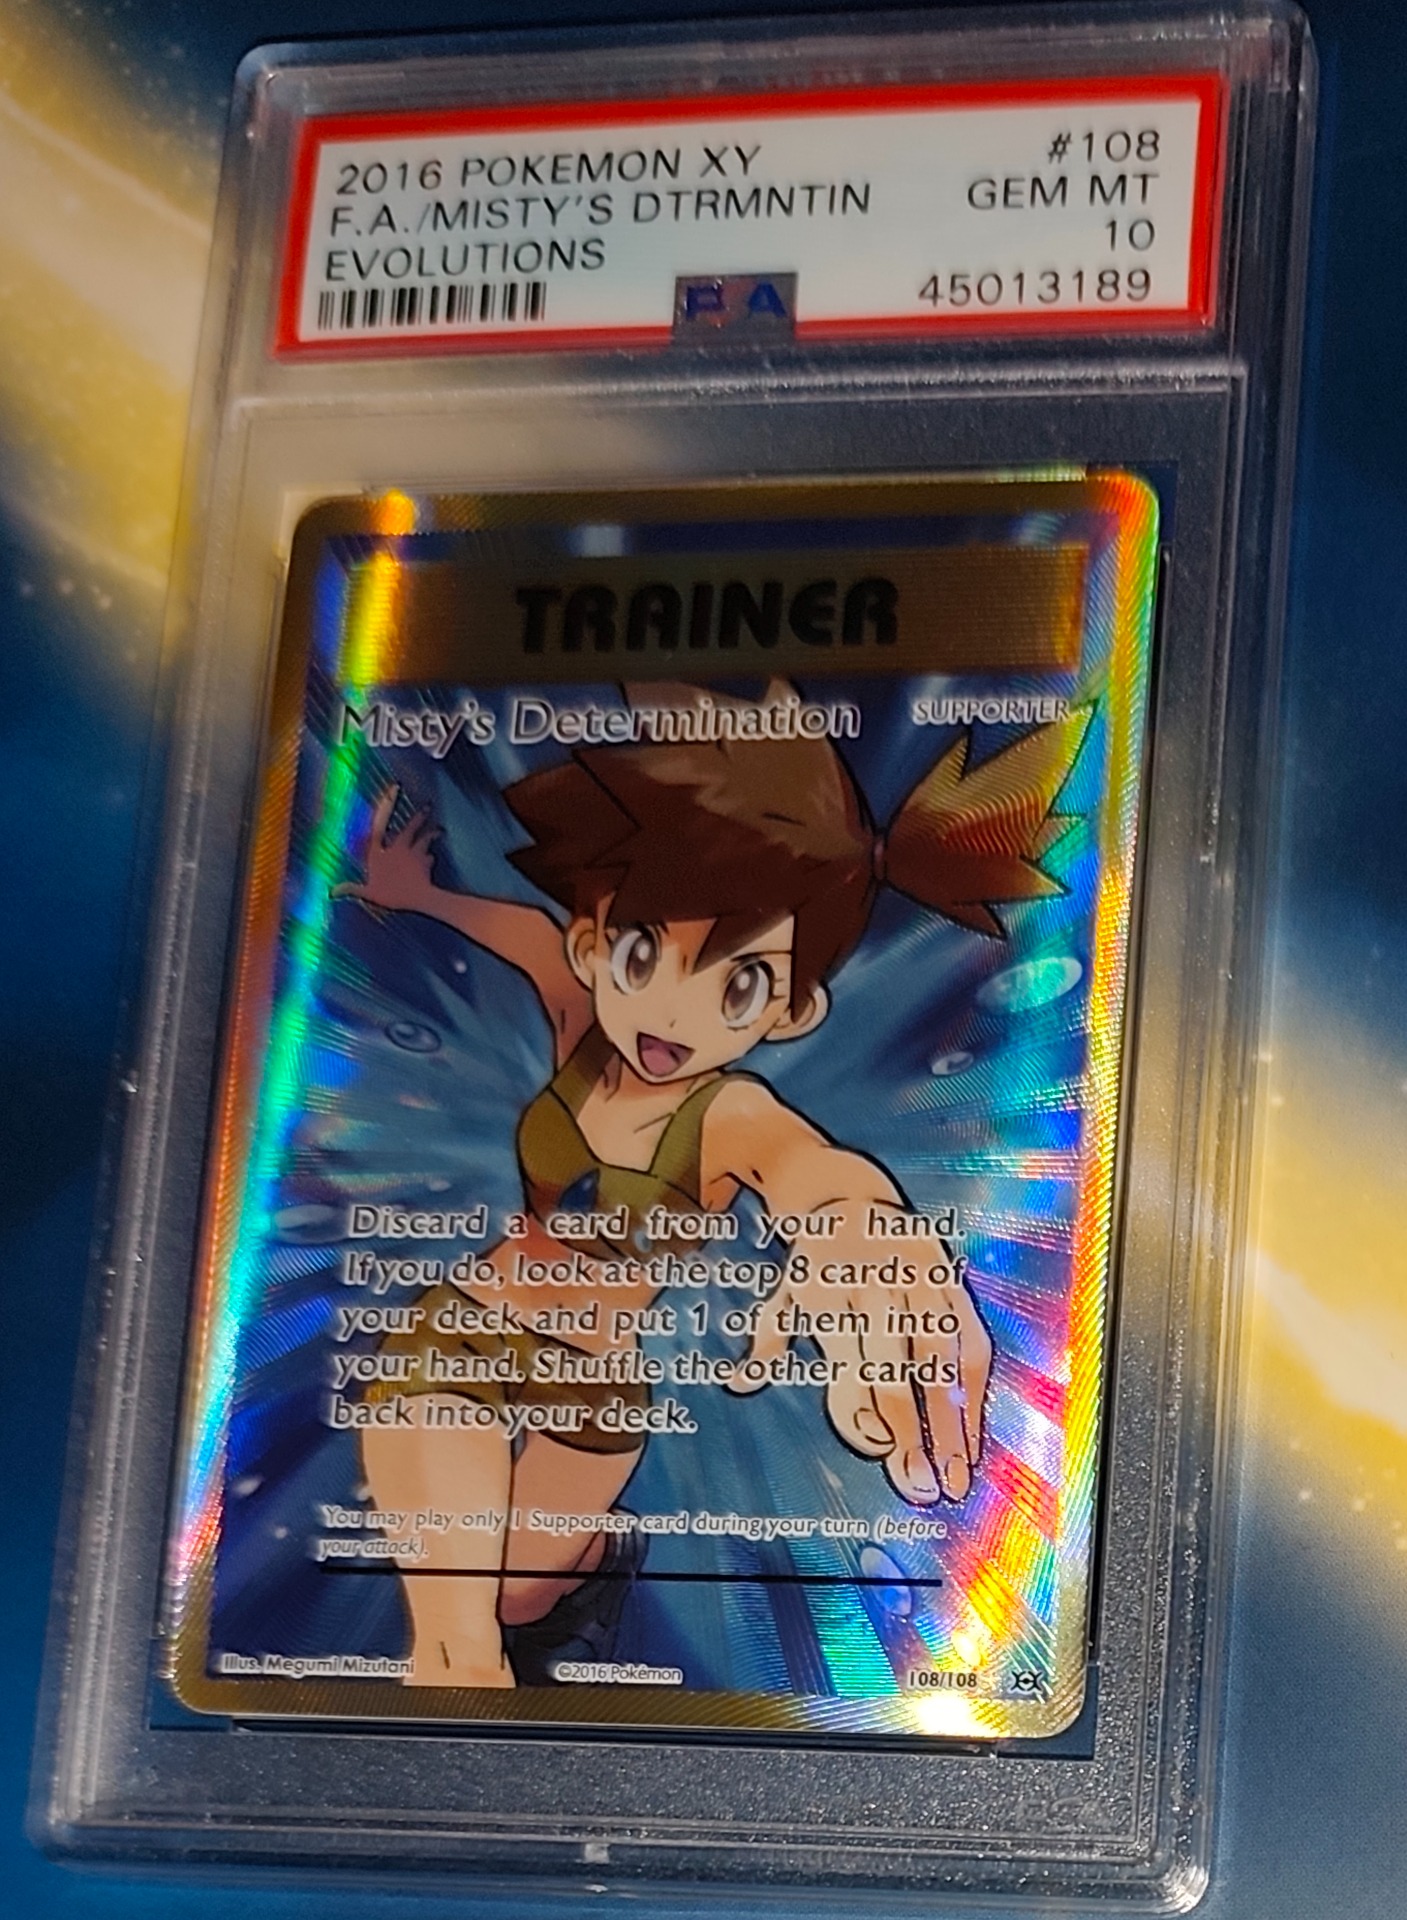 2016 POKEMON XY #108
F.A./MISTY'S DTRMNTIN GEM MT
EVOLUTIONS 10
PSA 45013189
TRAINER
Misty's Determination SUPPORTER
Discard a card from your hand.
If you do, look at the top 8 cards of
your deck and put 1 of them into
your hand. Shuffle the other cards
back into your deck.
You may play only 1 Supporter card during your turn (before
your attack).
Illus. Megumi Mizutani ©2016 Pokémon 108/108